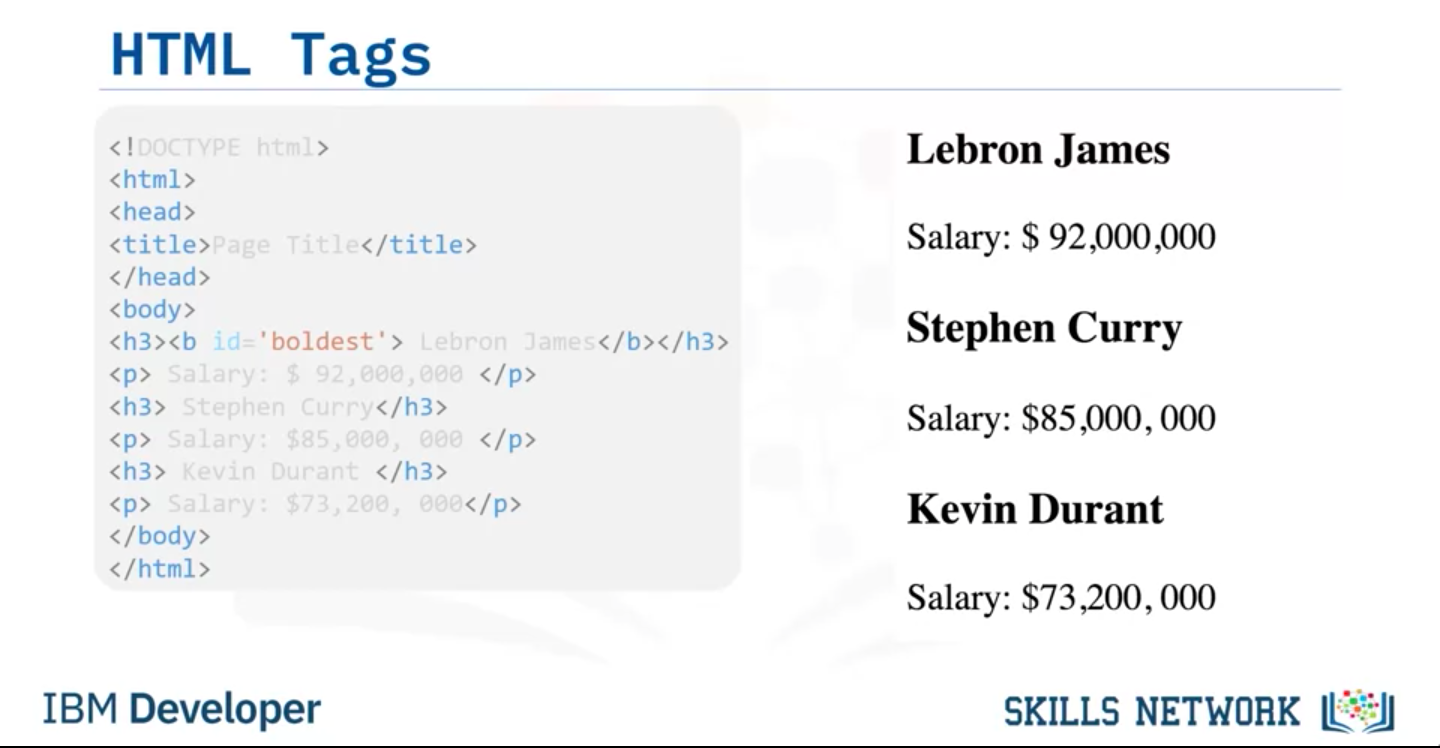 HTML Tags
<!DOCTYPE html>
<html>
<head>
<title>Page Title</title>
</head>
<body>
<h3><b id='boldest'> Lebron James</b></h3>
<p> Salary: $ 92,000,000 </p>
<h3> Stephen Curry</h3>
<p> Salary: $85,000, 000 </p>
<h3> Kevin Durant </h3>
<p> Salary: $73,200, 000</p>
</body>
</html>
Lebron James
Salary: $ 92,000,000
Stephen Curry
Salary: $85,000, 000
Kevin Durant
Salary: $73,200, 000
IBM Developer
SKILLS NETWORK